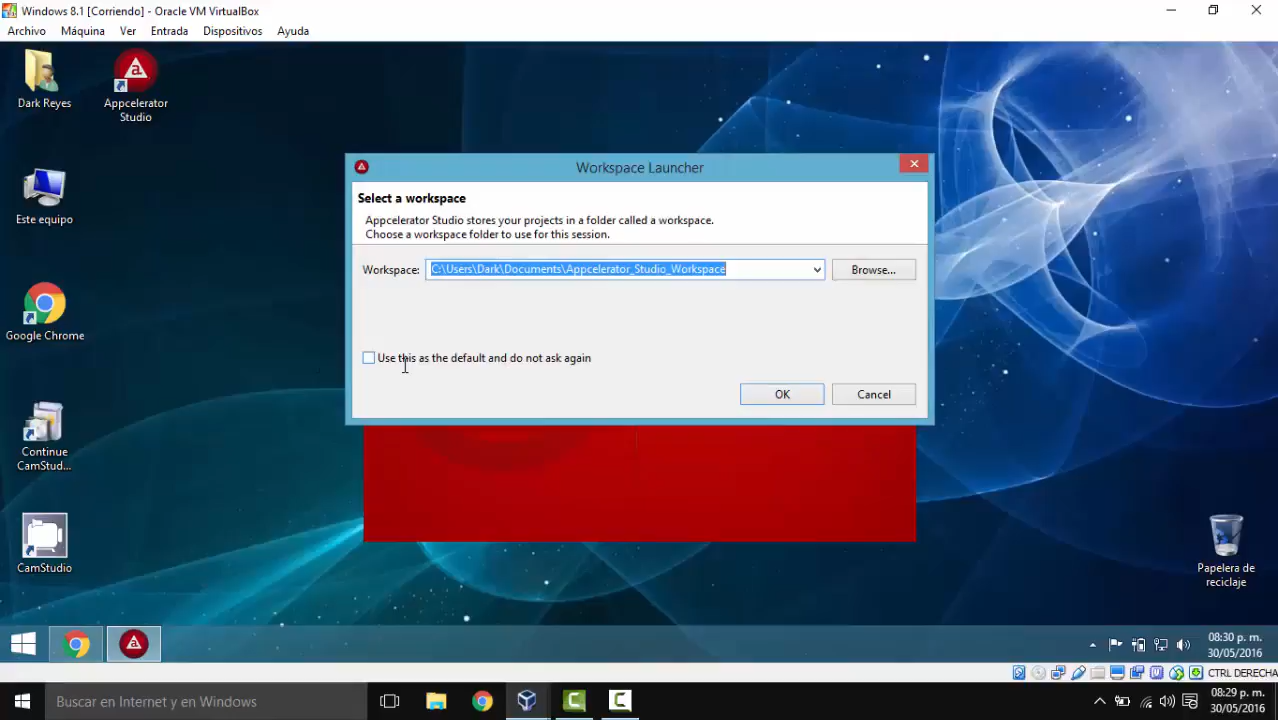 Windows 8.1 [Corriendo] - Oracle VM VirtualBox
Archivo Máquina Ver Entrada Dispositivos Ayuda
Dark Reyes
Appcelerator
Studio
Este equipo
Google Chrome
Continue
CamStud...
CamStudio
Workspace Launcher
Select a workspace
Appcelerator Studio stores your projects in a folder called a workspace.
Choose a workspace folder to use for this session.
Workspace: C:\Users\Dark\Documents\Appcelerator_Studio_Workspace Browse...
Use this as the default and do not ask again
OK Cancel
Papelera de
reciclaje
08:30 p. m.
30/05/2016
CTRL DERECHA
Buscar en Internet y en Windows
08:29 p. m.
30/05/2016